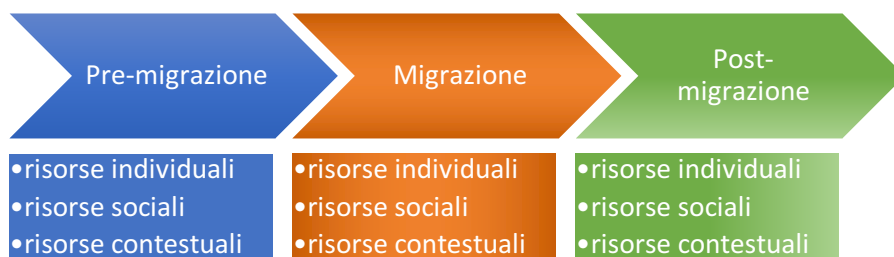 Pre-migrazione
Migrazione
Post-
migrazione
•risorse individuali
•risorse sociali
•risorse contestuali
•risorse individuali
•risorse sociali
•risorse contestuali
•risorse individuali
•risorse sociali
•risorse contestuali